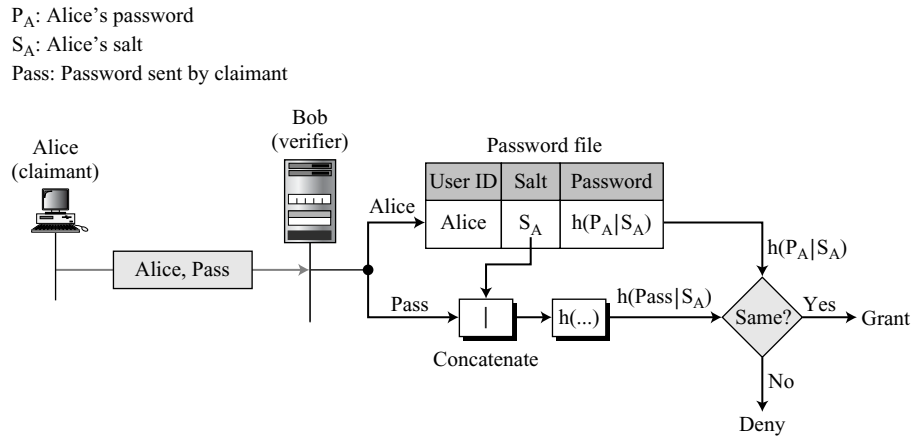 P_A: Alice's password
S_A: Alice's salt
Pass: Password sent by claimant
Alice
(claimant)
Bob
(verifier)
Password file
User ID Salt Password
Alice S_A h(P_A|S_A)
Alice
Alice, Pass
Pass
|
Concatenate
h(...)
h(Pass|S_A)
h(P_A|S_A)
Same?
Yes
Grant
No
Deny